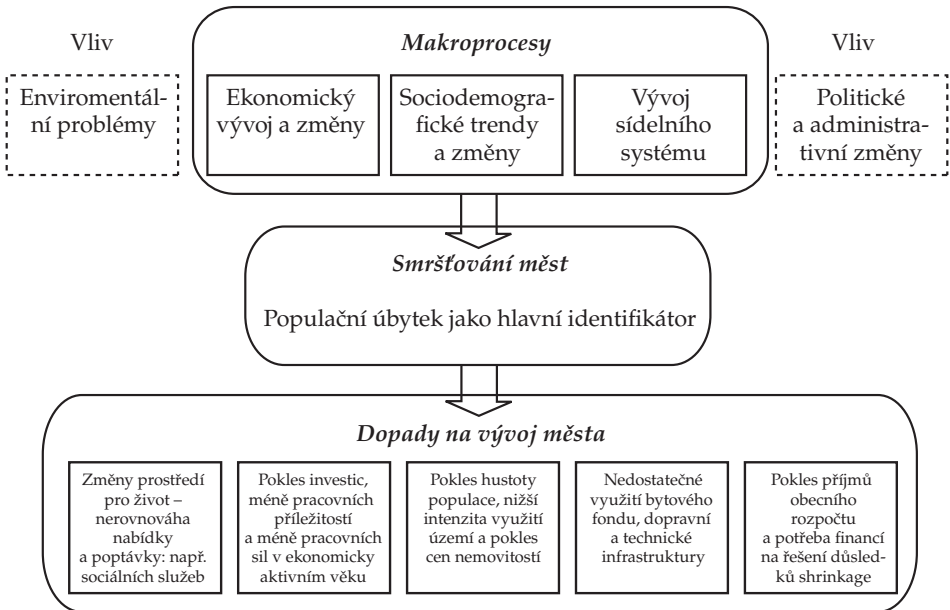 Vliv
Makroprocesy
Vliv
Enviromentál-
ní problémy
Ekonomický
vývoj a změny
Sociodemogra-
fické trendy
a změny
Vývoj
sídelního
systému
Politické
a administra-
tivní změny
Smršťování měst
Populační úbytek jako hlavní identifikátor
Dopady na vývoj města
Změny prostředí
pro život –
nerovnováha
nabídky
a poptávky: např.
sociálních služeb
Pokles investic,
méně pracovních
příležitostí
a méně pracovních
sil v ekonomicky
aktivním věku
Pokles hustoty
populace, nižší
intenzita využití
území a pokles
cen nemovitostí
Nedostatečné
využití bytového
fondu, dopravní
a technické
infrastruktury
Pokles příjmů
obecního
rozpočtu
a potřeba financí
na řešení důsled-
ků shrinkage